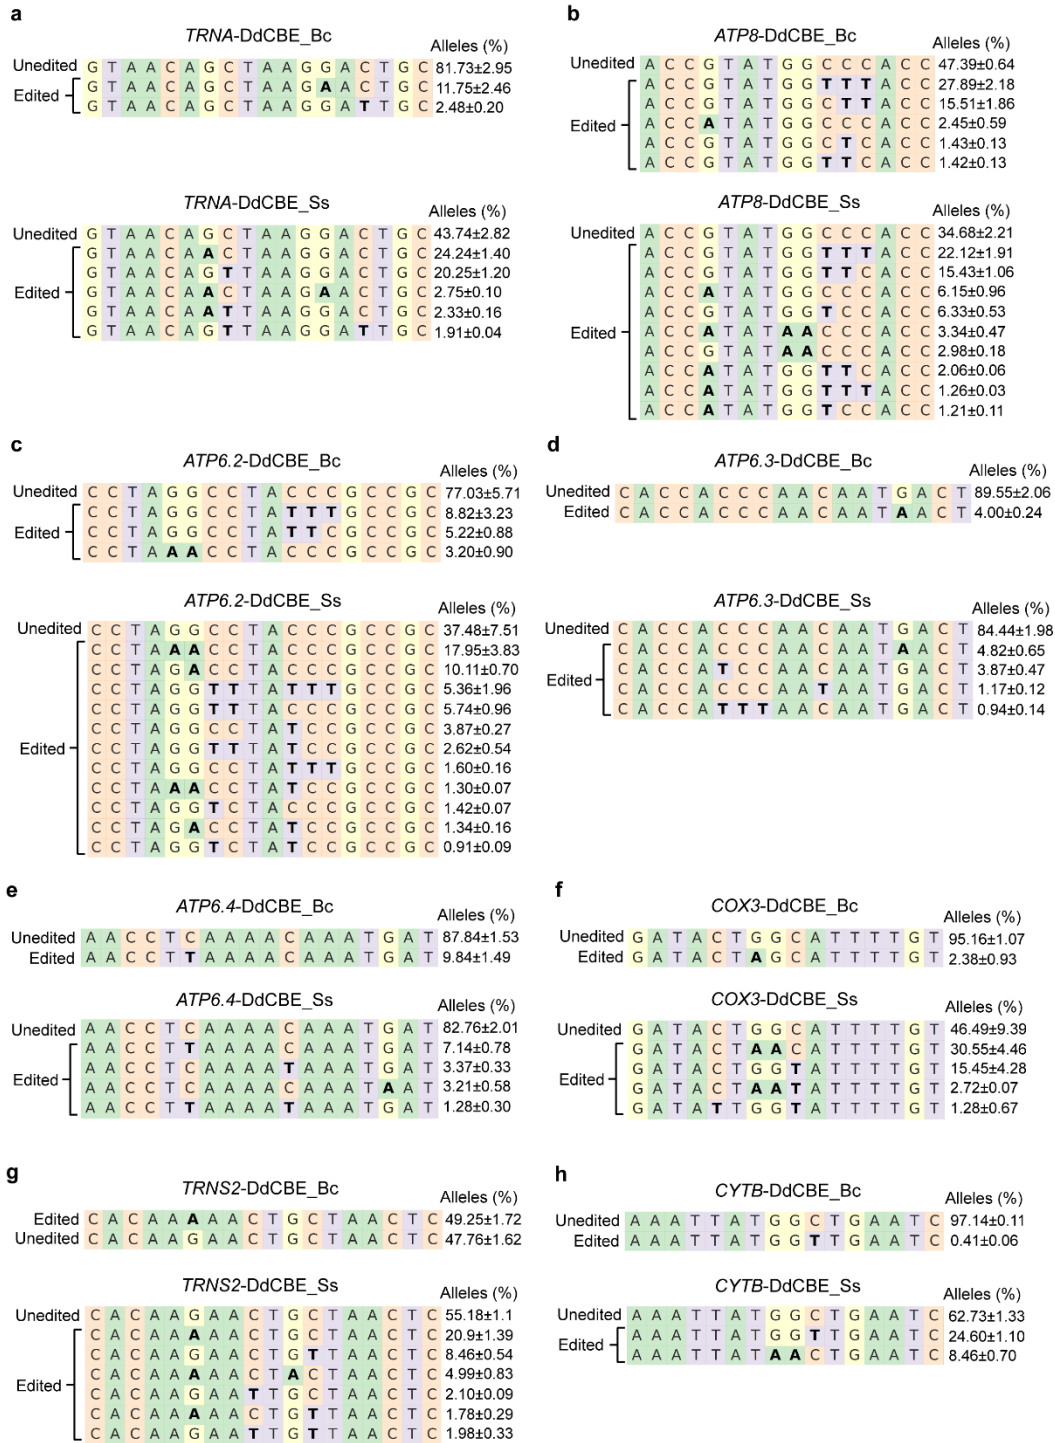 a
TRNA-DdCBE_Bc
Alleles (%)
Unedited G T A A C A G C T A A G G A C T G C 81.73±2.95
Edited G T A A C A G C T A A G A A C T G C 11.75±2.46
G T A A C A G C T A A G G A T T G C 2.48±0.20
TRNA-DdCBE_Ss
Alleles (%)
Unedited G T A A C A G C T A A G G A C T G C 43.74±2.82
G T A A C A A C T A A G G A C T G C 24.24±1.40
G T A A C A G T T A A G G A C T G C 20.25±1.20
Edited G T A A C A A C T A A G A A C T G C 2.75±0.10
G T A A C A A T T A A G G A C T G C 2.33±0.16
G T A A C A G T T A A G G A T T G C 1.91±0.04
b
ATP8-DdCBE_Bc
Alleles (%)
Unedited A C C G T A T G G C C C A C C 47.39±0.64
A C C G T A T G G T T T A C C 27.89±2.18
A C C G T A T G G C T T A C C 15.51±1.86
Edited A C C A T A T G G C C C A C C 2.45±0.59
A C C G T A T G G C T C A C C 1.43±0.13
A C C G T A T G G T T C A C C 1.42±0.13
ATP8-DdCBE_Ss
Alleles (%)
Unedited A C C G T A T G G C C C A C C 34.68±2.21
A C C G T A T G G T T T A C C 22.12±1.91
A C C G T A T G G T T C A C C 15.43±1.06
A C C A T A T G G C C C A C C 6.15±0.96
A C C G T A T G G T C C A C C 6.33±0.53
Edited A C C A T A T A A C C C A C C 3.34±0.47
A C C G T A T A A C C C A C C 2.98±0.18
A C C A T A T G G T T C A C C 2.06±0.06
A C C A T A T G G T T T A C C 1.26±0.03
A C C A T A T G G T C C A C C 1.21±0.11
c
ATP6.2-DdCBE_Bc
Alleles (%)
Unedited C C T A G G C C T A C C C G C C G C 77.03±5.71
C C T A G G C C T A T T T G C C G C 8.82±3.23
Edited C C T A G G C C T A T T C G C C G C 5.22±0.88
C C T A A A C C T A C C C G C C G C 3.20±0.90
ATP6.2-DdCBE_Ss
Alleles (%)
Unedited C C T A G G C C T A C C C G C C G C 37.48±7.51
C C T A A A C C T A C C C G C C G C 17.95±3.83
C C T A G A C C T A C C C G C C G C 10.11±0.70
C C T A G G T T T A T T T G C C G C 5.36±1.96
C C T A G G T T T A C C C G C C G C 5.74±0.96
C C T A G G C C T A T C C G C C G C 3.87±0.27
Edited C C T A G G T T T A T C C G C C G C 2.62±0.54
C C T A G G C C T A T T T G C C G C 1.60±0.16
C C T A A A C C T A T C C G C C G C 1.30±0.07
C C T A G G T C T A C C C G C C G C 1.42±0.07
C C T A G A C C T A T C C G C C G C 1.34±0.16
C C T A G G T C T A T C C G C C G C 0.91±0.09
d
ATP6.3-DdCBE_Bc
Alleles (%)
Unedited C A C C A C C C A A C A A T G A C T 89.55±2.06
Edited C A C C A C C C A A C A A T A A C T 4.00±0.24
ATP6.3-DdCBE_Ss
Alleles (%)
Unedited C A C C A C C C A A C A A T G A C T 84.44±1.98
C A C C A C C C A A C A A T A A C T 4.82±0.65
C A C C A T C C A A C A A T G A C T 3.87±0.47
Edited C A C C A C C C A A T A A T G A C T 1.17±0.12
C A C C A T T T A A C A A T G A C T 0.94±0.14
e
ATP6.4-DdCBE_Bc
Alleles (%)
Unedited A A C C T C A A A A C A A A T G A T 87.84±1.53
Edited A A C C T T A A A A C A A A T G A T 9.84±1.49
ATP6.4-DdCBE_Ss
Alleles (%)
Unedited A A C C T C A A A A C A A A T G A T 82.76±2.01
A A C C T T A A A A C A A A T G A T 7.14±0.78
Edited A A C C T C A A A A T A A A T G A T 3.37±0.33
A A C C T C A A A A C A A A T A A T 3.21±0.58
A A C C T T A A A A T A A A T G A T 1.28±0.30
f
COX3-DdCBE_Bc
Alleles (%)
Unedited G A T A C T G G C A T T T T G T 95.16±1.07
Edited G A T A C T A G C A T T T T G T 2.38±0.93
COX3-DdCBE_Ss
Alleles (%)
Unedited G A T A C T G G C A T T T T G T 46.49±9.39
G A T A C T A A C A T T T T G T 30.55±4.46
Edited G A T A C T G G T A T T T T G T 15.45±4.28
G A T A C T A A T A T T T T G T 2.72±0.07
G A T A T T G G T A T T T T G T 1.28±0.67
g
TRNS2-DdCBE_Bc
Alleles (%)
Edited C A C A A A A A C T G C T A A C T C 49.25±1.72
Unedited C A C A A G A A C T G C T A A C T C 47.76±1.62
TRNS2-DdCBE_Ss
Alleles (%)
Unedited C A C A A G A A C T G C T A A C T C 55.18±1.1
C A C A A A A A C T G C T A A C T C 20.9±1.39
C A C A A G A A C T G T T A A C T C 8.46±0.54
Edited C A C A A A A A C T A C T A A C T C 4.99±0.83
C A C A A G A A T T G C T A A C T C 2.10±0.09
C A C A A A A A C T G T T A A C T C 1.78±0.29
C A C A A G A A T T G T T A A C T C 1.98±0.33
h
CYTB-DdCBE_Bc
Alleles (%)
Unedited A A A T T A T G G C T G A A T C 97.14±0.11
Edited A A A T T A T G G T T G A A T C 0.41±0.06
CYTB-DdCBE_Ss
Alleles (%)
Unedited A A A T T A T G G C T G A A T C 62.73±1.33
Edited A A A T T A T G G T T G A A T C 24.60±1.10
A A A T T A T A A C T G A A T C 8.46±0.70